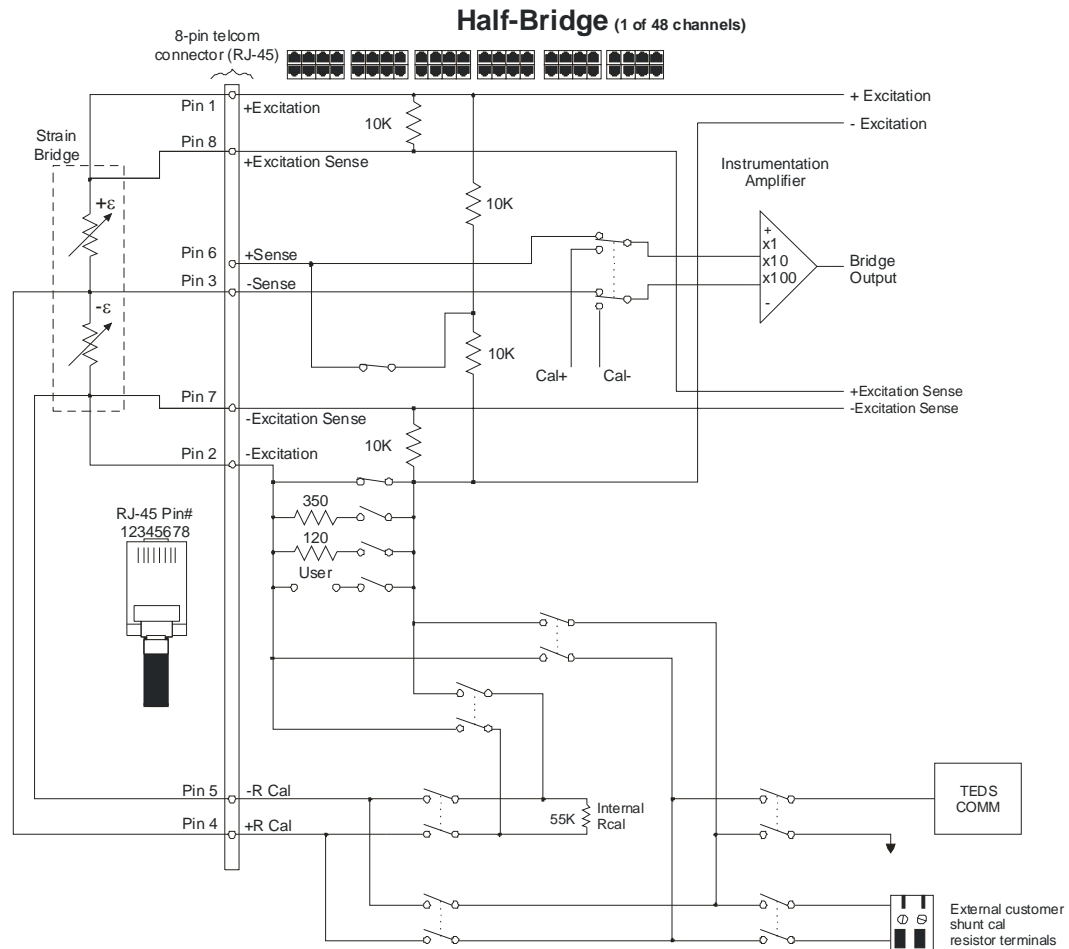 Half-Bridge (1 of 48 channels)
8-pin telcom
connector (RJ-45)
Pin 1
+Excitation
10K
+ Excitation
- Excitation
Strain
Bridge
Pin 8
+Excitation Sense
Instrumentation
Amplifier
+ε
10K
Pin 6
+Sense
+
x1
x10
x100
-
Bridge
Output
Pin 3
-Sense
-ε
10K
Cal+
Cal-
Pin 7
-Excitation Sense
+Excitation Sense
-Excitation Sense
10K
Pin 2
-Excitation
350
120
User
RJ-45 Pin#
12345678
Pin 5
-R Cal
Pin 4
+R Cal
55K
Internal
Rcal
TEDS
COMM
External customer
shunt cal
resistor terminals